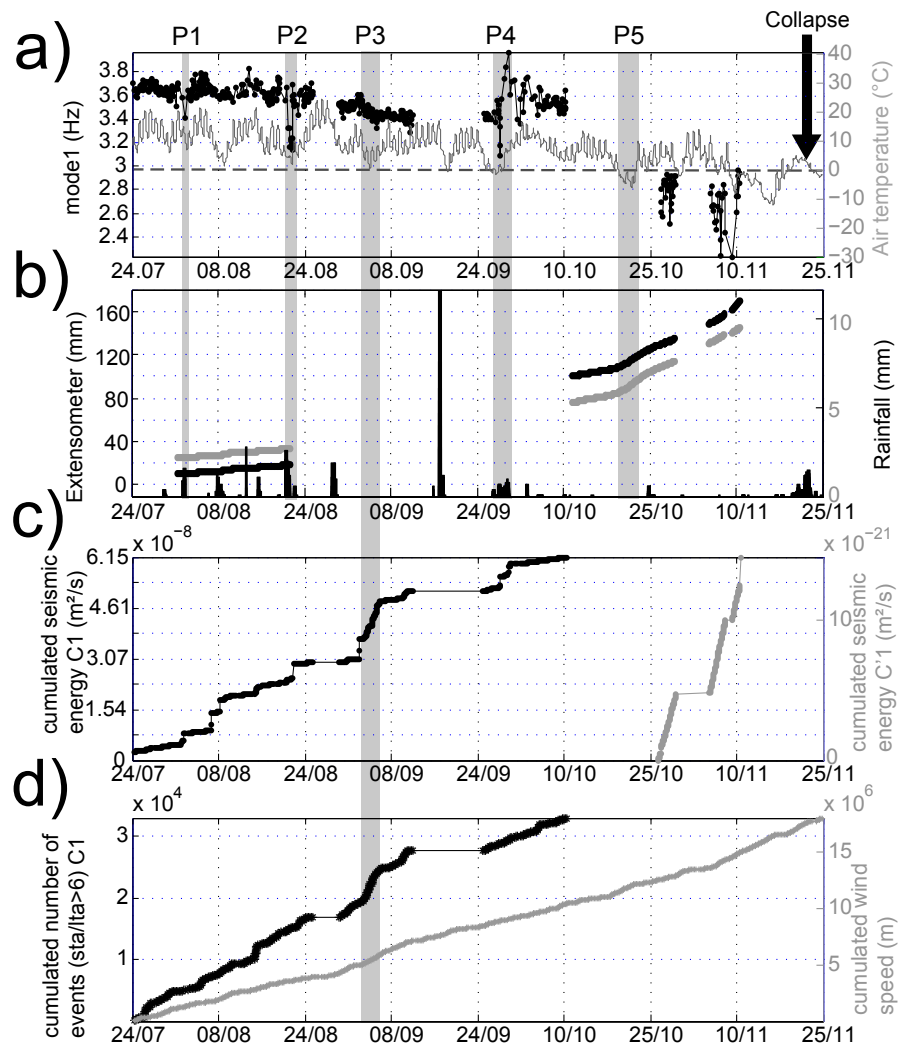 Collapse
a) P1 P2 P3 P4 P5
mode1 (Hz)
3.8
3.6
3.4
3.2
3
2.8
2.6
2.4
40
30
20
10
0
−10
−20
−30
Air temperature (°C)
24.07 08.08 24.08 08.09 24.09 10.10 25.10 10.11 25.11
b)
Extensometer (mm)
160
120
80
40
0
10
5
0
Rainfall (mm)
24/07 08/08 24/08 08/09 24/09 10/10 25/10 10/11 25/11
c)
x 10−8
x 10−21
cumulated seismic
energy C1 (m²/s)
6.15
4.61
3.07
1.54
0
10
0
cumulated seismic
energy C'1 (m²/s)
24/07 08/08 24/08 08/09 24/09 10/10 25/10 10/11 25/11
d)
x 10 4
x 10 6
cumulated number of
events (sta/lta>6) C1
3
2
1
15
10
5
cumulated wind
speed (m)
24/07 08/08 24/08 08/09 24/09 10/10 25/10 10/11 25/11